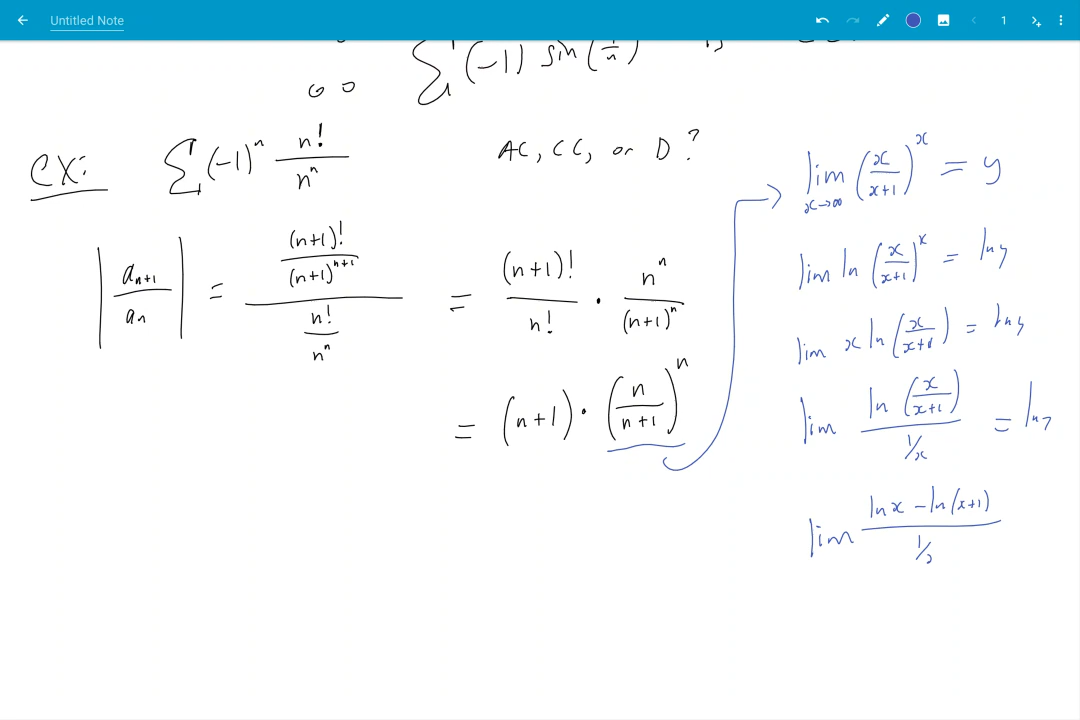 Untitled Note
1
∑ (-1) sin(1/n)
ex: ∑ (-1)^n n!/n^n AC, CC, or D?
|a_{n+1}/a_n| = ((n+1)!/(n+1)^{n+1})/(n!/n^n) = (n+1)!/n! · n^n/(n+1)^n
= (n+1) · (n/(n+1))^n
lim x→∞ (x/(x+1))^x = y
lim ln (x/(x+1))^x = ln y
lim x ln (x/(x+1)) = ln y
lim ln (x/(x+1))/(1/x) = ln y
lim (ln x - ln(x+1))/(1/x)